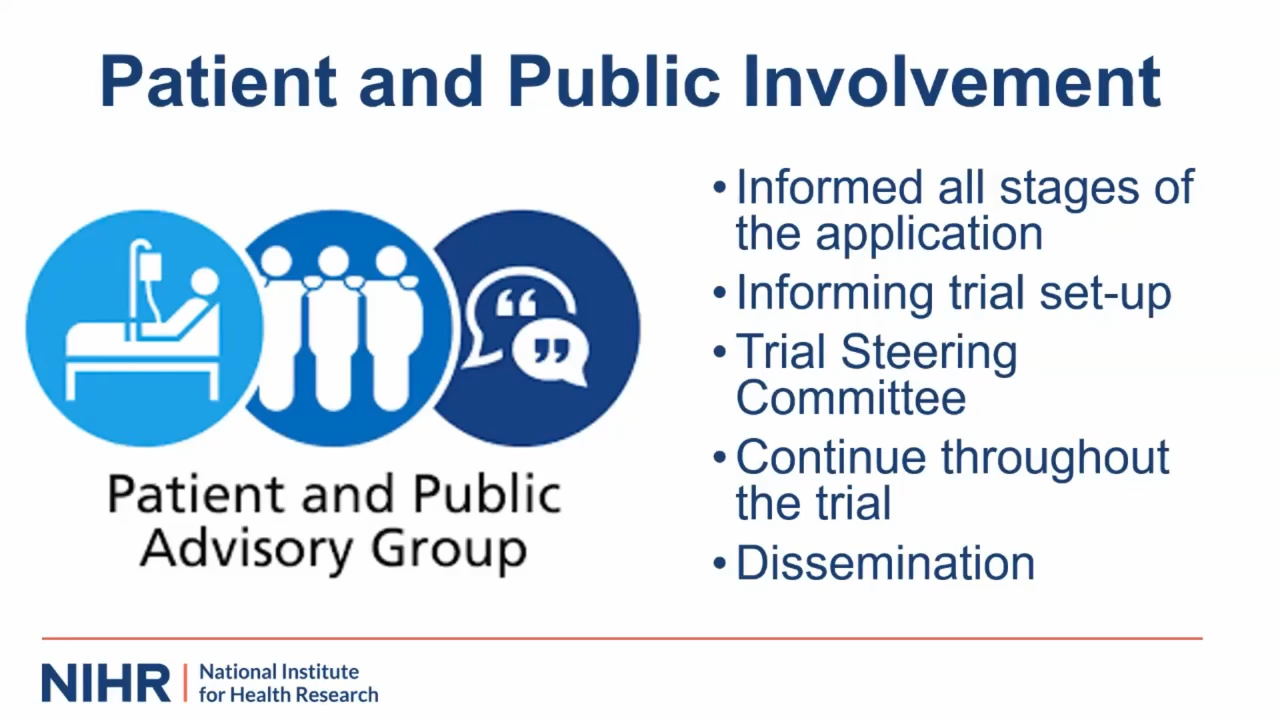 Patient and Public Involvement
• Informed all stages of
the application
• Informing trial set-up
• Trial Steering
Committee
• Continue throughout
the trial
• Dissemination
Patient and Public
Advisory Group
NIHR | National Institute
for Health Research